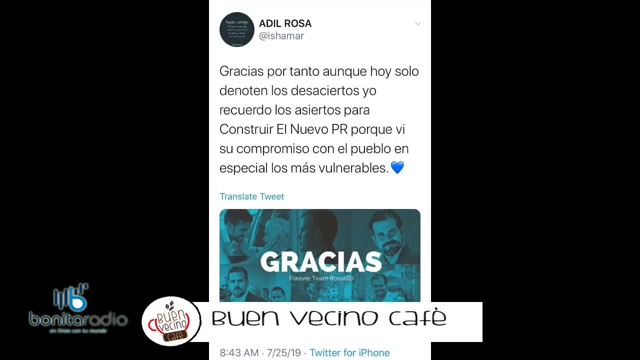 ADIL ROSA
@ishamar
Gracias por tanto aunque hoy solo
denoten los desaciertos yo
recuerdo los asiertos para
Construir El Nuevo PR porque vi
su compromiso con el pueblo en
especial los más vulnerables.💙
Translate Tweet
GRACIAS
Forever Team Rosselló
bonitaradio
BUEN
VECINO
CAFÉ
BUEN VECINO CAFÉ
8:43 AM · 7/25/19 · Twitter for iPhone